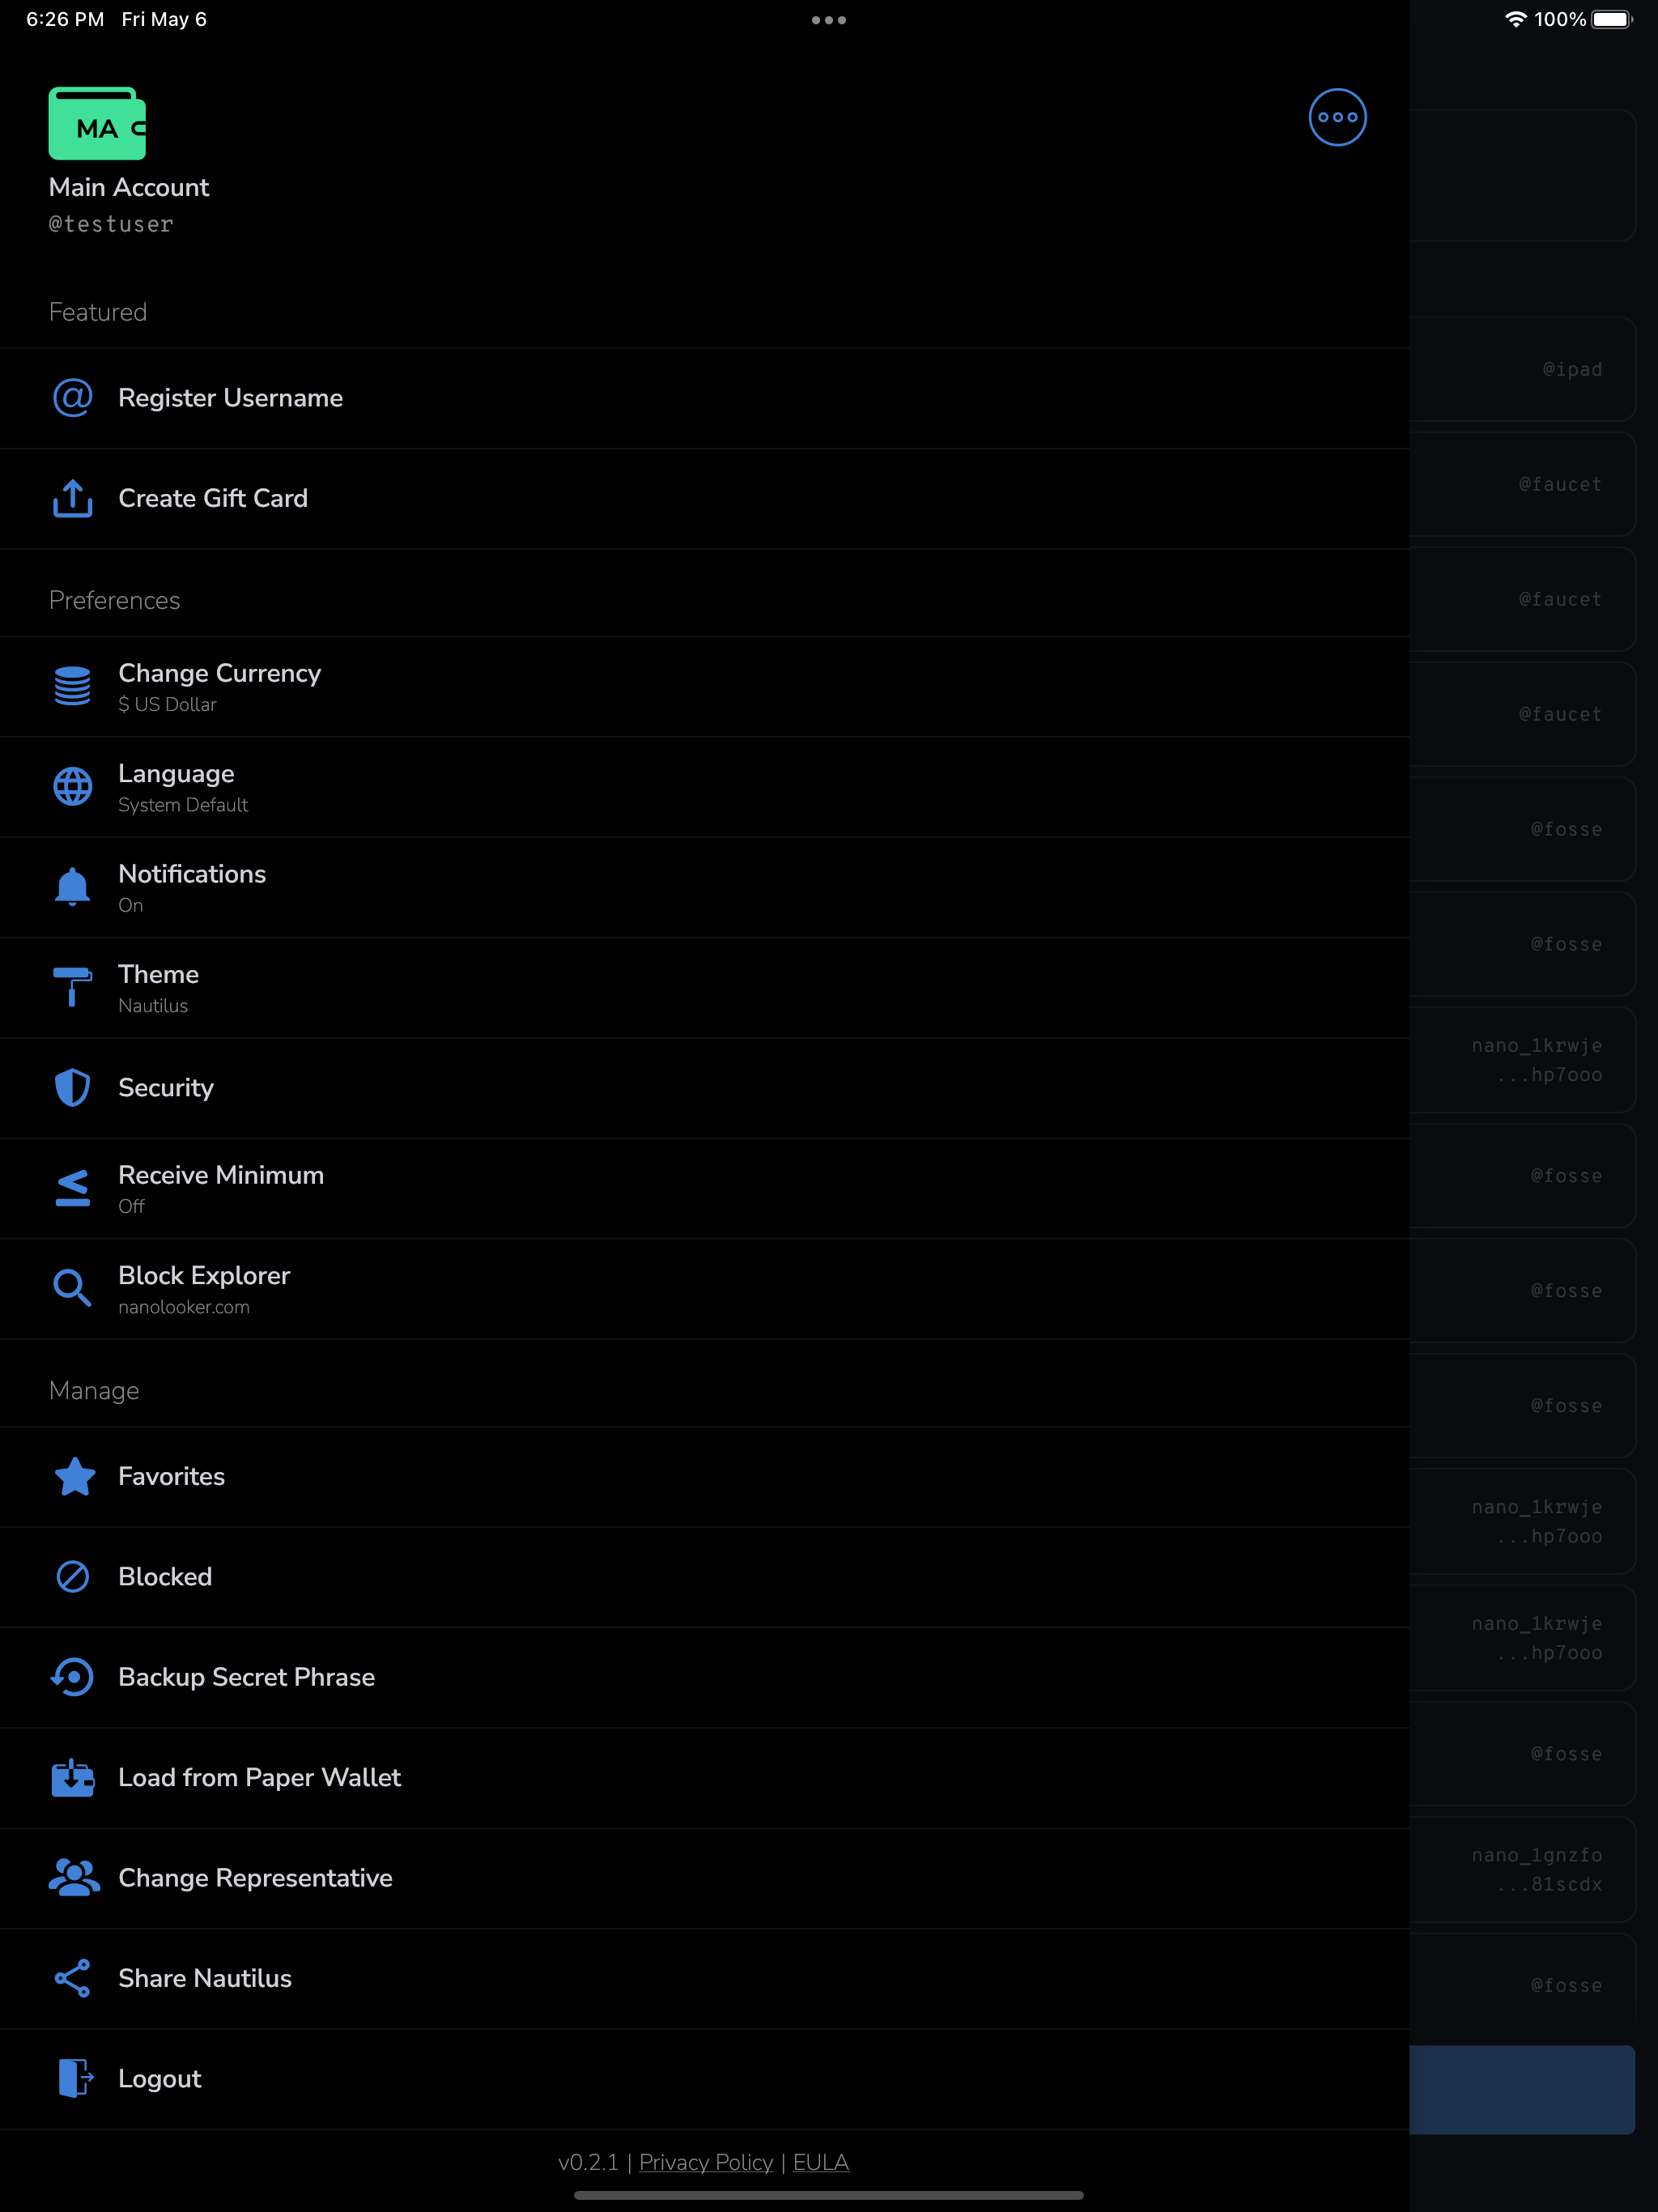 6:26 PM Fri May 6
100%
MA
Main Account
@testuser
Featured
Register Username
Create Gift Card
Preferences
Change Currency
$ US Dollar
Language
System Default
Notifications
On
Theme
Nautilus
Security
Receive Minimum
Off
Block Explorer
nanolooker.com
Manage
Favorites
Blocked
Backup Secret Phrase
Load from Paper Wallet
Change Representative
Share Nautilus
Logout
v0.2.1 | Privacy Policy | EULA
@ipad
@faucet
@faucet
@faucet
@fosse
@fosse
nano_1krwje
...hp7ooo
@fosse
@fosse
@fosse
nano_1krwje
...hp7ooo
nano_1krwje
...hp7ooo
@fosse
nano_1gnzfo
...81scdx
@fosse